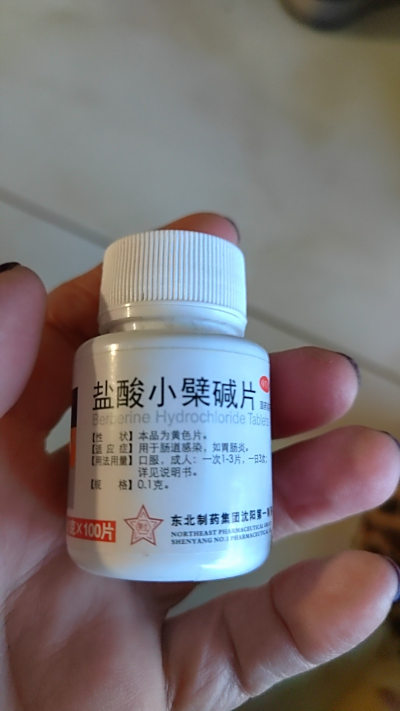 盐酸小檗碱片
Berberine Hydrochloride Tablets
【性 状】本品为黄色片。
【适应症】用于肠道感染，如胃肠炎。
【用法用量】口服，成人：一次1-3片，一日3次；
详见说明书。
【规 格】0.1克。
克×100片
东北制药集团沈阳第一
NORTHEAST PHARMACEUTICAL
SHENYANG NO.1 PHARMACEUTICAL